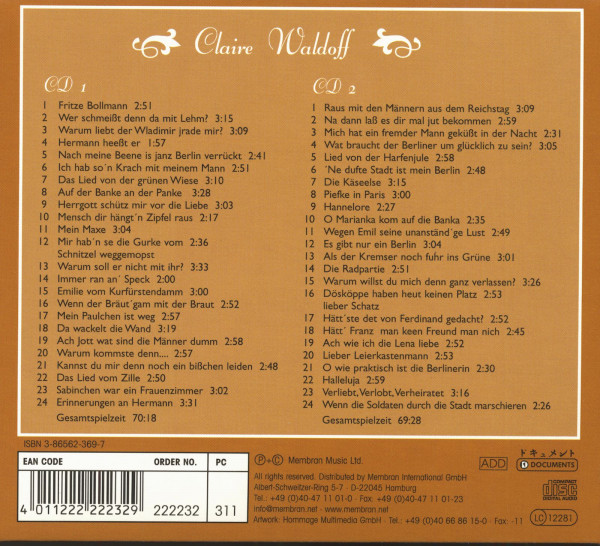 Claire Waldoff
CD 1
1 Fritze Bollmann 2:51
2 Wer schmeißt denn da mit Lehm? 3:15
3 Warum liebt der Wladimir jrade mir? 3:09
4 Hermann heeßt er 1:57
5 Nach meine Beene is janz Berlin verrückt 2:41
6 Ich hab so´n Krach mit meinem Mann 2:51
7 Das Lied von der grünen Wiese 3:10
8 Auf der Banke an der Panke 3:28
9 Herrgott schütz mir vor die Liebe 3:03
10 Mensch dir hängt´n Zipfel raus 2:17
11 Mein Maxe 3:04
12 Mir hab´n se die Gurke vom 2:36
Schnitzel weggemopst
13 Warum soll er nicht mit ihr? 3:33
14 Immer ran an´ Speck 2:00
15 Emilie vom Kurfürstendamm 3:00
16 Wenn der Bräut´gam mit der Braut 2:52
17 Mein Paulchen ist weg 2:57
18 Da wackelt die Wand 3:19
19 Ach Jott wat sind die Männer dumm 2:58
20 Warum kommste denn.... 2:57
21 Kannst du mir denn noch ein bißchen leiden 2:48
22 Das Lied vom Zille 2:50
23 Sabinchen war ein Frauenzimmer 3:02
24 Erinnerungen an Hermann 3:31
Gesamtspielzeit 70:18
CD 2
1 Raus mit den Männern aus dem Reichstag 3:09
2 Na dann laß es dir mal jut bekommen 2:59
3 Mich hat ein fremder Mann geküßt in der Nacht 2:31
4 Wat braucht der Berliner um glücklich zu sein? 3:05
5 Lied von der Harfenjule 2:58
6 ´Ne dufte Stadt ist mein Berlin 2:48
7 Die Käseelse 3:15
8 Piefke in Paris 3:00
9 Hannelore 2:27
10 O Marianka kom auf die Banka 2:35
11 Wegen Emil seine unanständ´ge Lust 2:49
12 Es gibt nur ein Berlin 3:04
13 Als der Kremser noch fuhr ins Grüne 3:01
14 Die Radpartie 2:51
15 Warum willst du mich denn ganz verlassen? 3:26
16 Dösköppe haben heut keinen Platz 2:53
lieber Schatz
17 Hätt´ste det von Ferdinand gedacht? 2:52
18 Hätt´ Franz man keen Freund man nich 2:45
19 Ach wie ich die Lena liebe 2:52
20 Lieber Leierkastenmann 2:53
21 O wie praktisch ist die Berlinerin 2:30
22 Halleluja 2:59
23 Verliebt,Verlobt,Verheiratet 3:16
24 Wenn die Soldaten durch die Stadt marschieren 2:26
Gesamtspielzeit 69:28
ISBN 3-86562-369-7
EAN CODE ORDER NO. PC
4 011222 222329 222232 311
P+C Membran Music Ltd.
All rights reserved. Distributed by Membran International GmbH
Albert-Schweitzer-Ring 5-7 · D-22045 Hamburg
Tel.: +49 (0)40-47 11 01-0 · Fax: +49 (0)40-47 11 01-23
info@membran.net · www.membran.net
Artwork: Hommage Multimedia GmbH · Tel.: +49 (0)40 66 86 15-0 · Fax: -11
ADD
ドキュメント
DOCUMENTS
COMPACT
disc
DIGITAL AUDIO
LC 12281